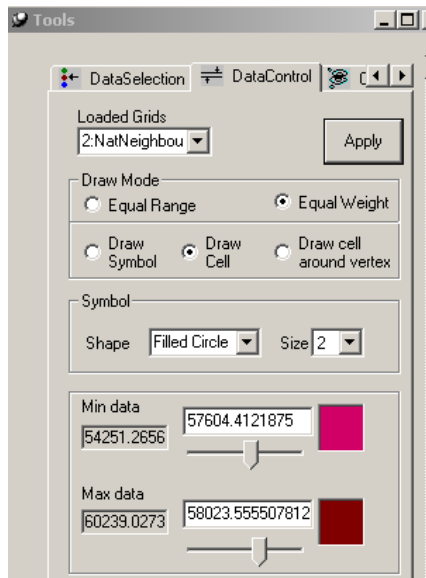 Tools
DataSelection DataControl
Loaded Grids
2:NatNeighbou
Apply
Draw Mode
Equal Range Equal Weight
Draw Symbol Draw Cell Draw cell around vertex
Symbol
Shape Filled Circle Size 2
Min data
54251.2656 57604.4121875
Max data
60239.0273 58023.555507812